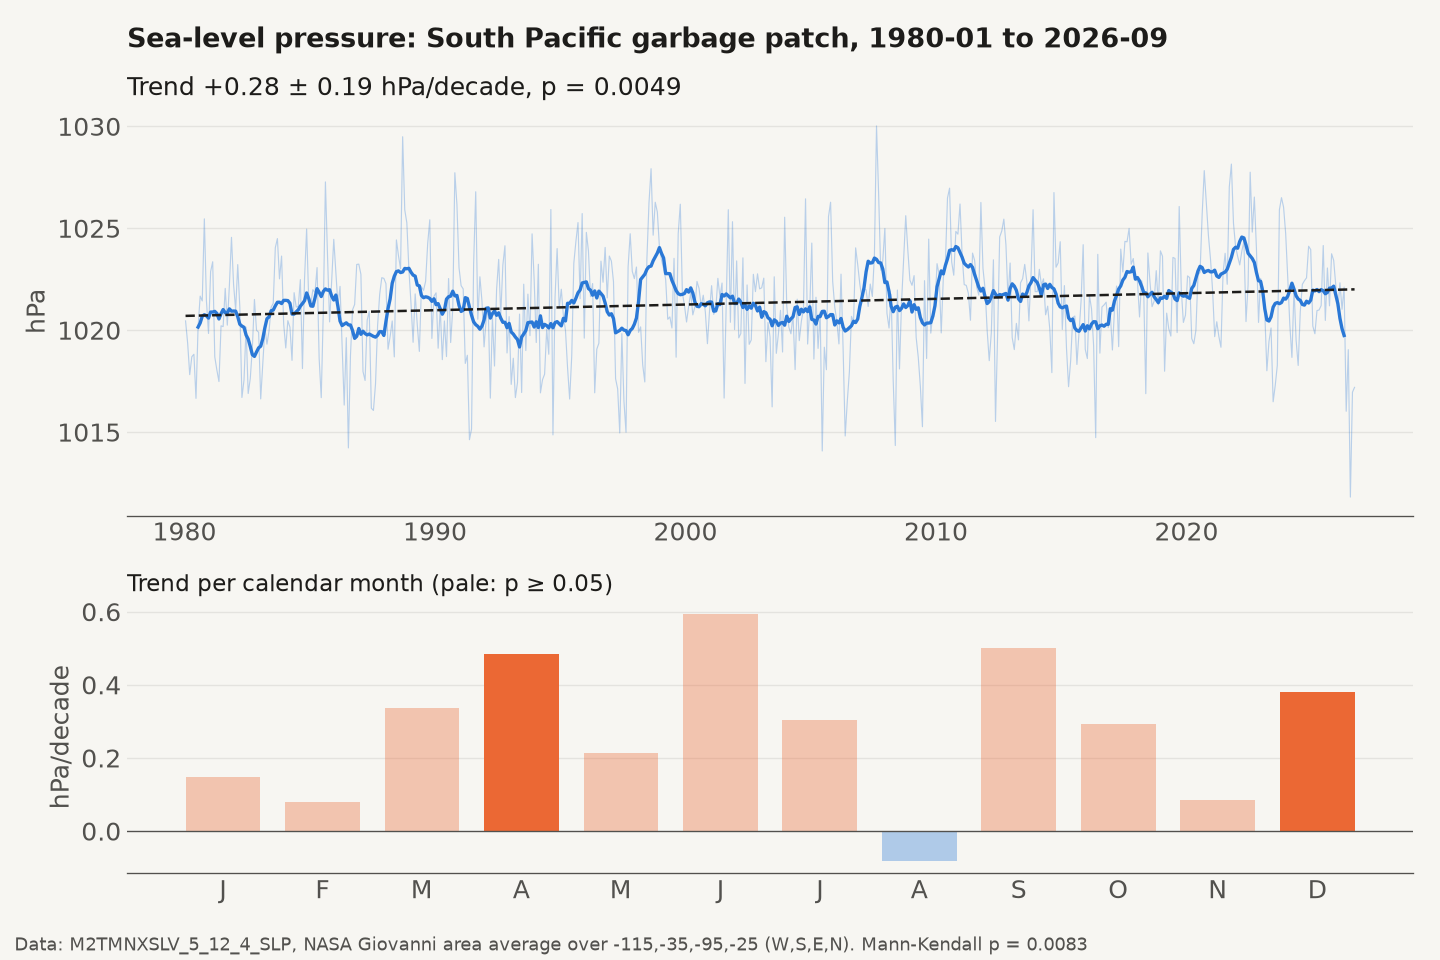 Sea-level pressure: South Pacific garbage patch, 1980-01 to 2026-09
Trend +0.28 ± 0.19 hPa/decade, p = 0.0049
hPa
1030
1025
1020
1015
1980 1990 2000 2010 2020
Trend per calendar month (pale: p ≥ 0.05)
hPa/decade
0.6
0.4
0.2
0.0
J F M A M J J A S O N D
Data: M2TMNXSLV_5_12_4_SLP, NASA Giovanni area average over -115,-35,-95,-25 (W,S,E,N). Mann-Kendall p = 0.0083